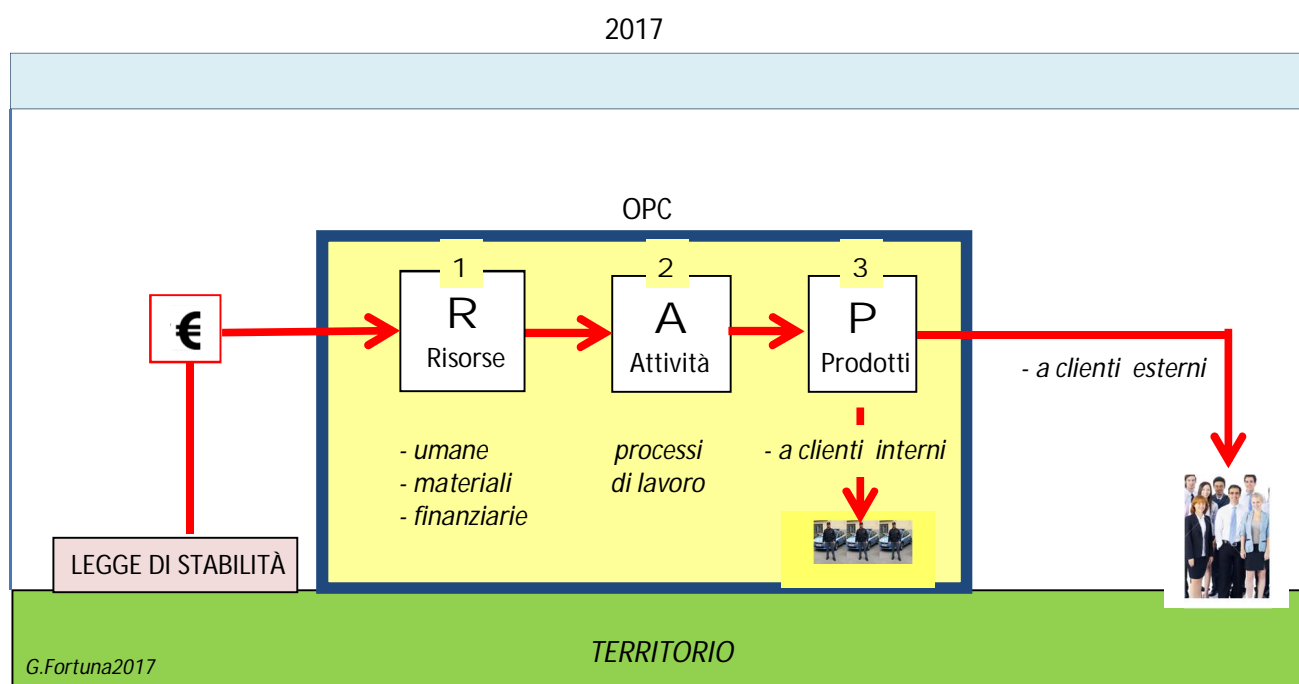 2017
OPC
1
2
3
€
R
Risorse
A
Attività
P
Prodotti
- a clienti esterni
- umane
- materiali
- finanziarie
processi
di lavoro
- a clienti interni
LEGGE DI STABILITÀ
TERRITORIO
G.Fortuna2017